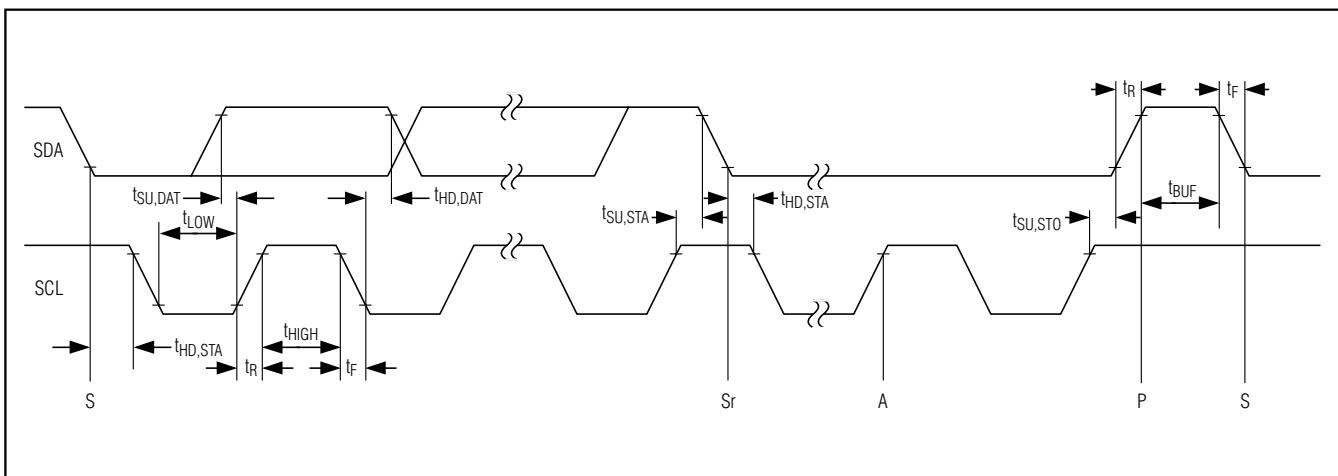 tR
tF
SDA
tSU,DAT
tHD,DAT
tLOW
tSU,STA
tHD,STA
tBUF
tSU,STO
SCL
tHD,STA
tR
tHIGH
tF
S
Sr
A
P
S